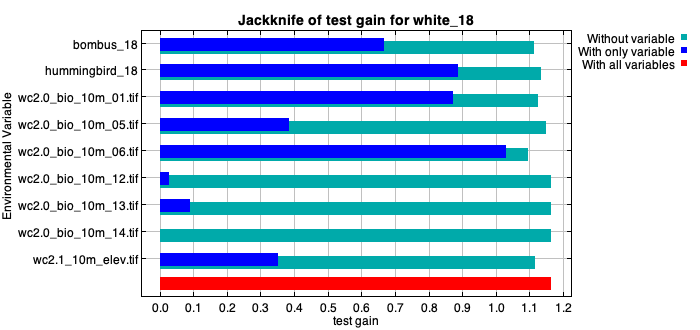 Jackknife of test gain for white_18
Without variable
With only variable
With all variables
Environmental Variable
bombus_18
hummingbird_18
wc2.0_bio_10m_01.tif
wc2.0_bio_10m_05.tif
wc2.0_bio_10m_06.tif
wc2.0_bio_10m_12.tif
wc2.0_bio_10m_13.tif
wc2.0_bio_10m_14.tif
wc2.1_10m_elev.tif
0.0 0.1 0.2 0.3 0.4 0.5 0.6 0.7 0.8 0.9 1.0 1.1 1.2
test gain